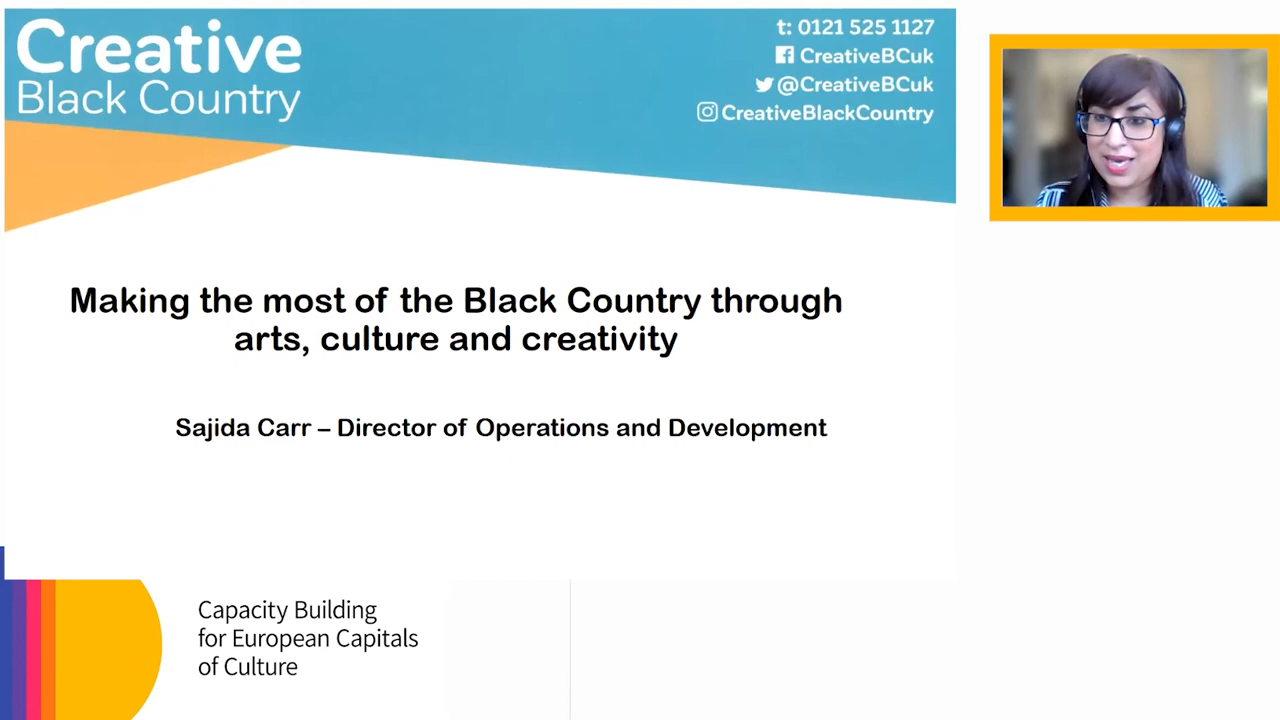 Creative
Black Country
t: 0121 525 1127
CreativeBCuk
@CreativeBCuk
CreativeBlackCountry
Making the most of the Black Country through
arts, culture and creativity
Sajida Carr – Director of Operations and Development
Capacity Building
for European Capitals
of Culture